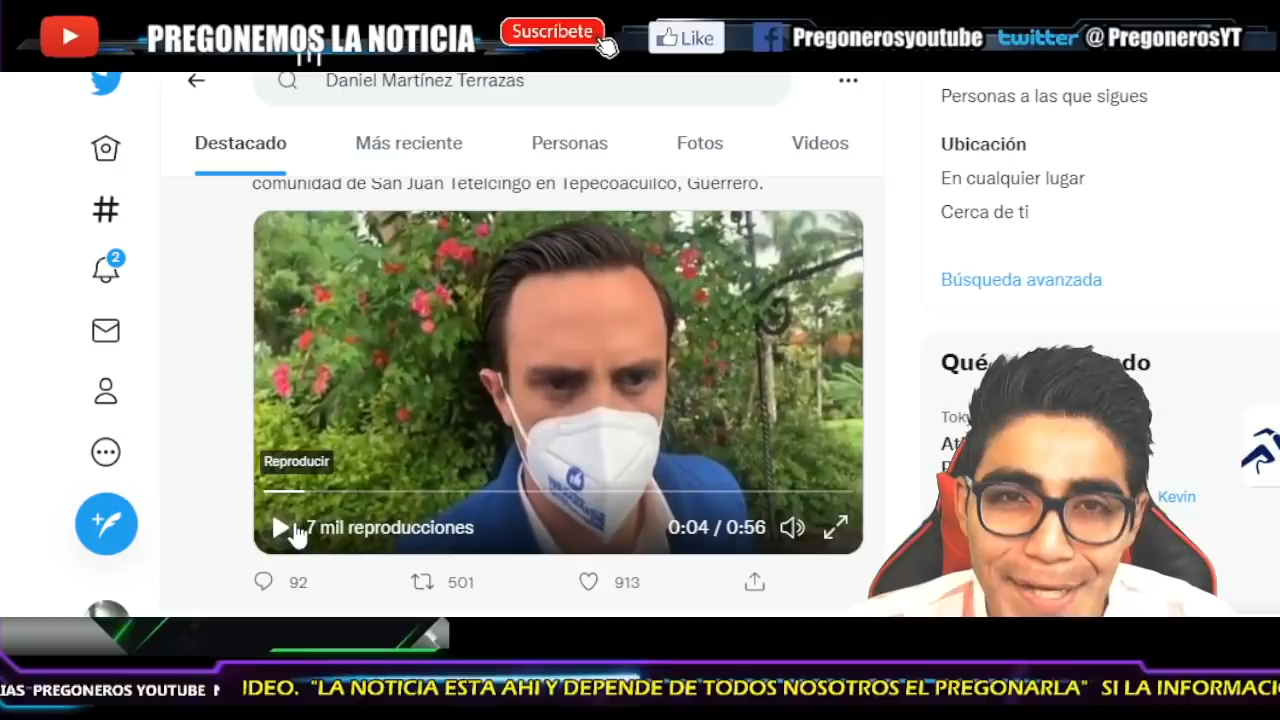 PREGONEMOS LA NOTICIA
Suscríbete
Like
Pregonerosyoutube
twitter
@PregonerosYT
Daniel Martínez Terrazas
Destacado
Más reciente
Personas
Fotos
Videos
comunidad de San Juan Tetelcingo en Tepecoacuilco, Guerrero.
Reproducir
7 mil reproducciones
0:04 / 0:56
92
501
913
2
Personas a las que sigues
Ubicación
En cualquier lugar
Cerca de ti
Búsqueda avanzada
Qué
do
Kevin
IAS PREGONEROS YOUTUBE
IDEO. "LA NOTICIA ESTA AHI Y DEPENDE DE TODOS NOSOTROS EL PREGONARLA" SI LA INFORMACI